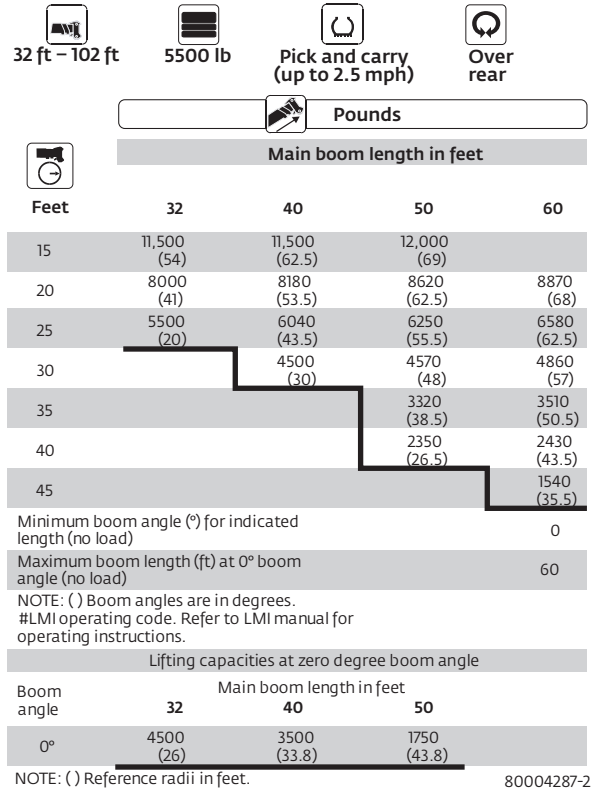 32 ft – 102 ft 5500 lb Pick and carry Over
(up to 2.5 mph) rear
Pounds
Main boom length in feet
Feet 32 40 50 60
15 11,500 11,500 12,000
(54) (62.5) (69)
20 8000 8180 8620 8870
(41) (53.5) (62.5) (68)
25 5500 6040 6250 6580
(20) (43.5) (55.5) (62.5)
30 4500 4570 4860
(30) (48) (57)
35 3320 3510
(38.5) (50.5)
40 2350 2430
(26.5) (43.5)
45 1540
(35.5)
Minimum boom angle (º) for indicated
length (no load) 0
Maximum boom length (ft) at 0º boom
angle (no load) 60
NOTE: ( ) Boom angles are in degrees.
#LMI operating code. Refer to LMI manual for
operating instructions.
Lifting capacities at zero degree boom angle
Boom Main boom length in feet
angle 32 40 50
0º 4500 3500 1750
(26) (33.8) (43.8)
NOTE: ( ) Reference radii in feet. 80004287-2